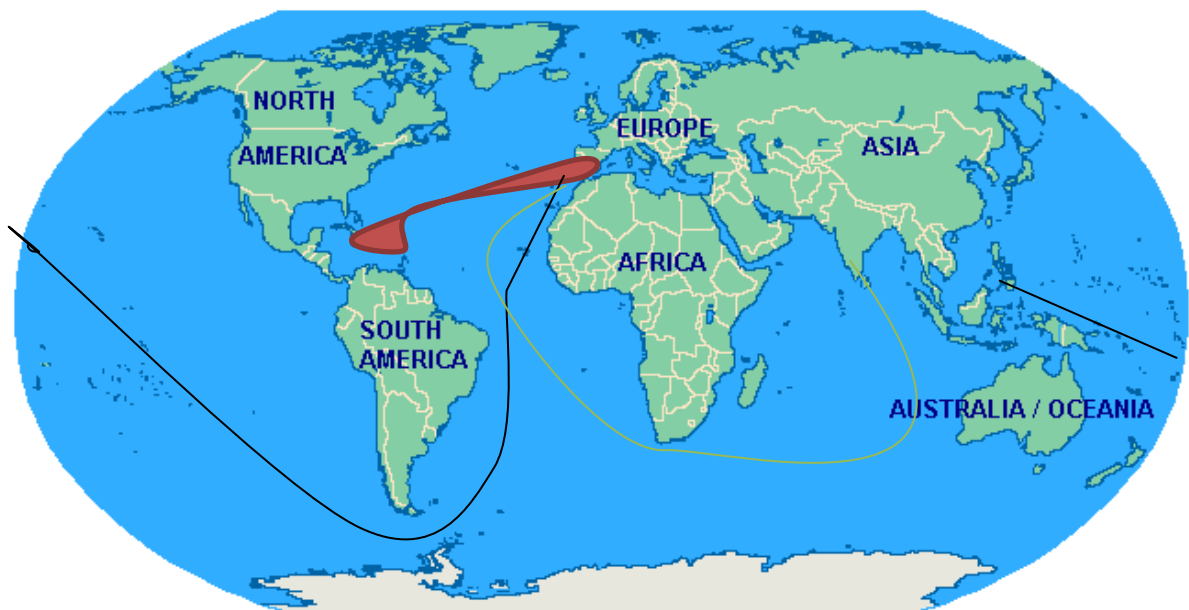 NORTH
AMERICA
EUROPE
ASIA
AFRICA
SOUTH
AMERICA
AUSTRALIA / OCEANIA